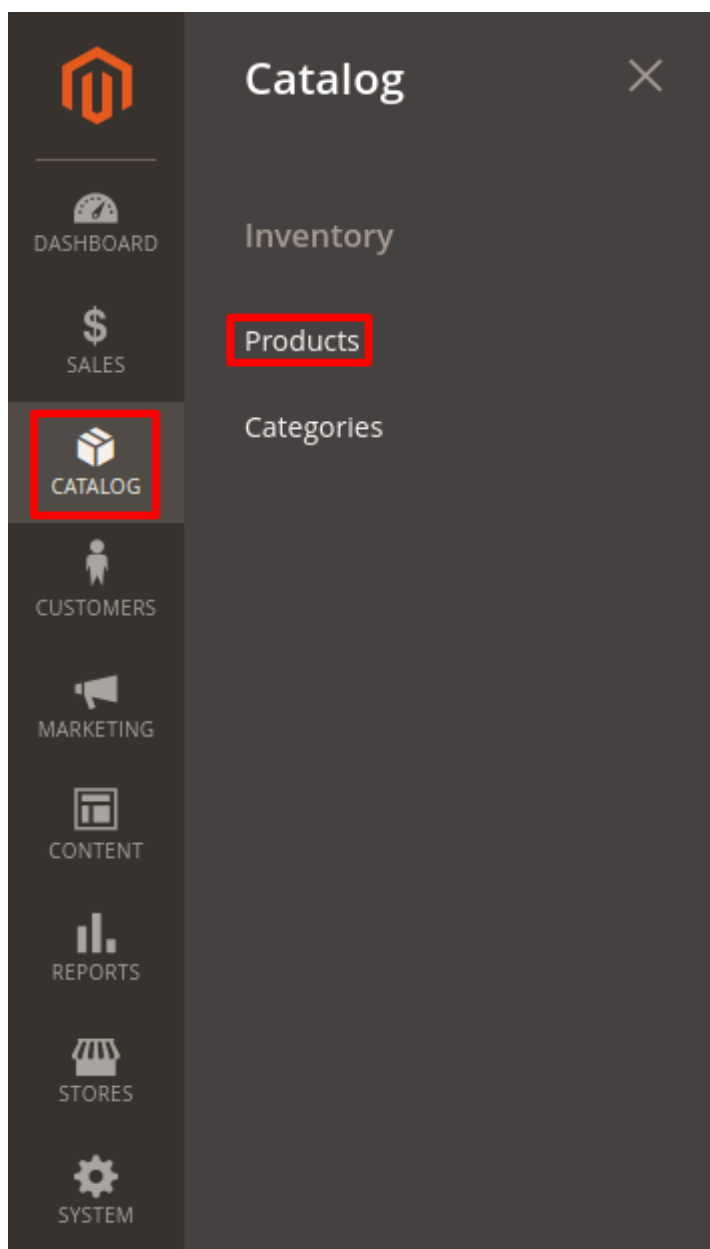 Catalog
DASHBOARD
Inventory
SALES
Products
CATALOG
Categories
CUSTOMERS
MARKETING
CONTENT
REPORTS
STORES
SYSTEM